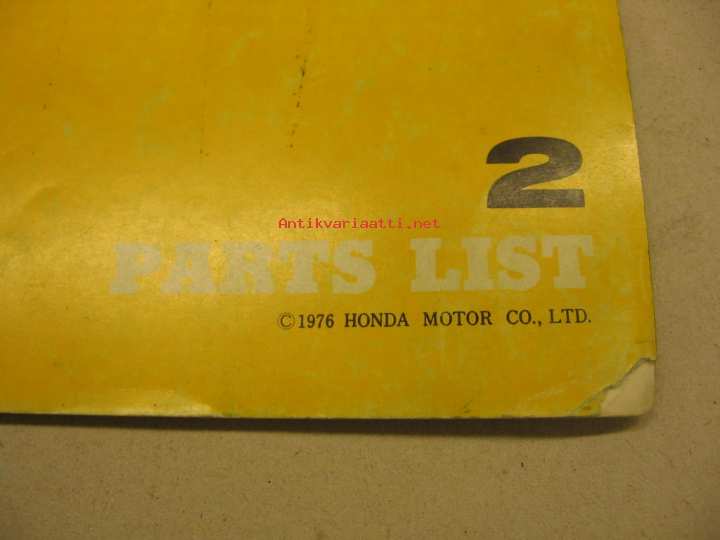 2
Antikvariaatti.net
PARTS LIST
©1976 HONDA MOTOR CO., LTD.